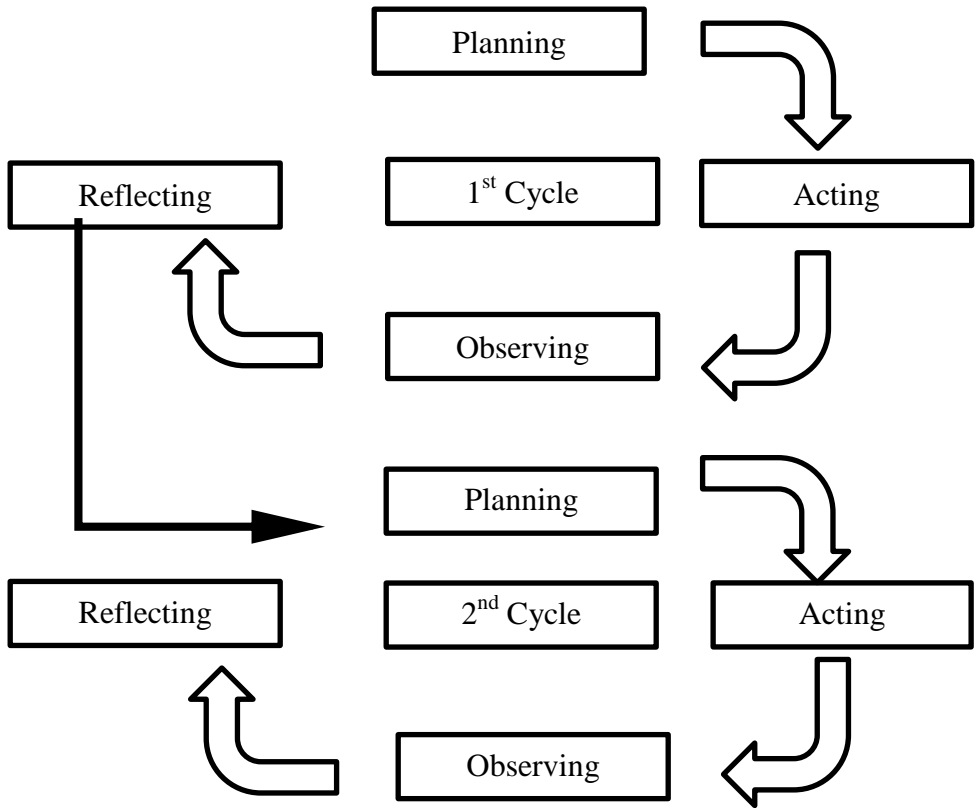 Planning
Reflecting
1st Cycle
Acting
Observing
Planning
Reflecting
2nd Cycle
Acting
Observing